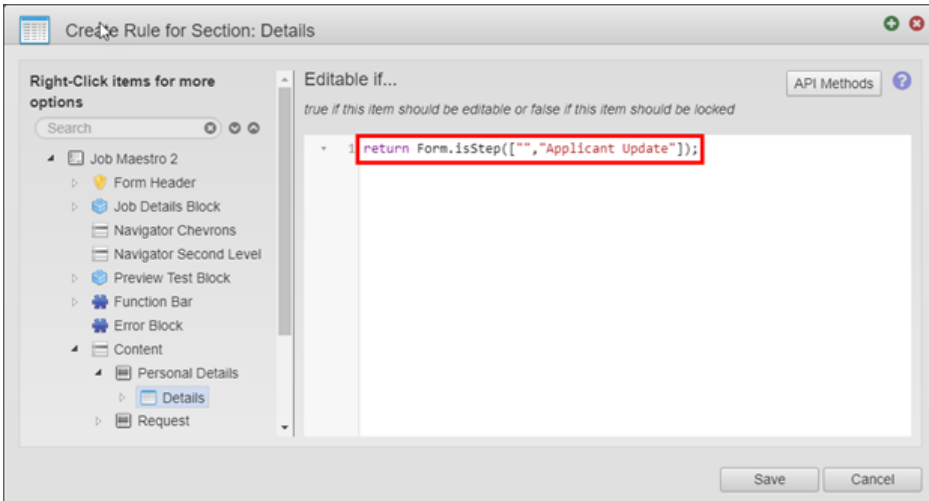 Create Rule for Section: Details
Right-Click items for more
options
Search
Job Maestro 2
Form Header
Job Details Block
Navigator Chevrons
Navigator Second Level
Preview Test Block
Function Bar
Error Block
Content
Personal Details
Details
Request
Editable if...
API Methods
?
true if this item should be editable or false if this item should be locked
1 return Form.isStep(["","Applicant Update"]);
Save
Cancel